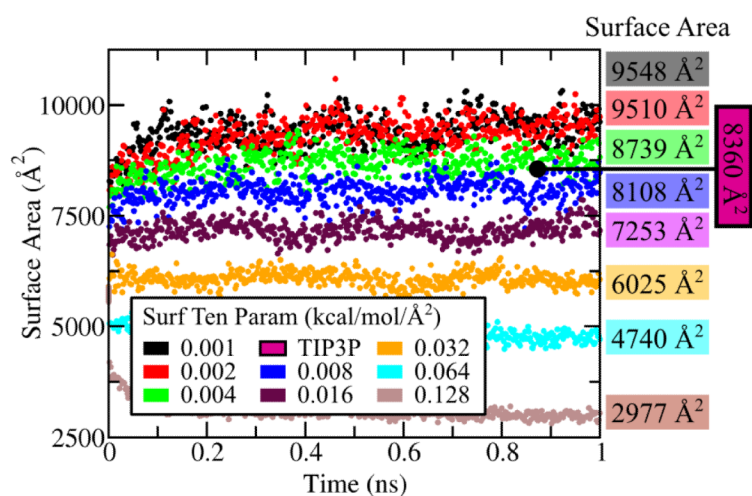 Surface Area
9548 Å²
9510 Å²
8739 Å²
8108 Å²
7253 Å²
6025 Å²
4740 Å²
2977 Å²
8360 Å²
Surface Area (Å²)
10000
7500
5000
2500
Surf Ten Param (kcal/mol/Å²)
0.001 TIP3P 0.032
0.002 0.008 0.064
0.004 0.016 0.128
0 0.2 0.4 0.6 0.8 1
Time (ns)